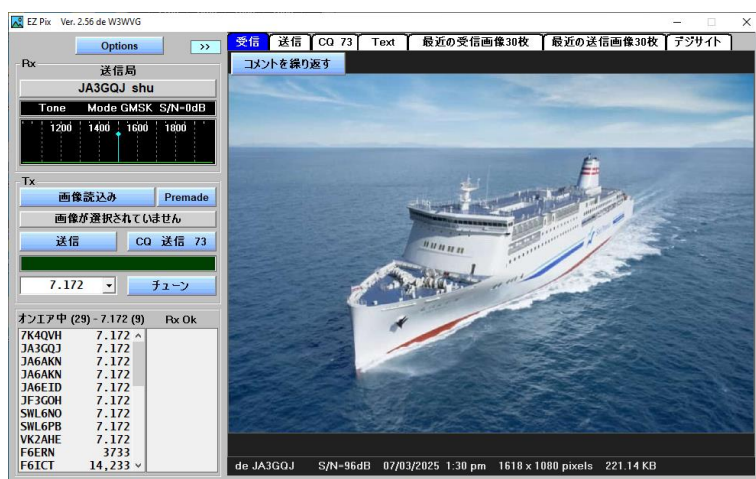 EZ Pix Ver. 2.56 de W3WVG
Options
>>
受信
送信
CQ 73
Text
最近の受信画像30枚
最近の送信画像30枚
デジサイト
Rx
送信局
JA3GQJ shu
Tone Mode GMSK S/N=0dB
1200 1400 1600 1800
Tx
画像読込み
Premade
画像が選択されていません
送信
CQ 送信 73
7.172
チューン
オンエア中 (29) - 7.172 (9) Rx Ok
7K4QVH 7.172
JA3GQJ 7.172
JA6AKN 7.172
JA6AKN 7.172
JA6EID 7.172
JF3GOH 7.172
SWL6NO 7.172
SWL6PB 7.172
VK2AHE 7.172
F6ERN 3733
F6ICT 14,233
コメントを繰り返す
de JA3GQJ S/N=96dB 07/03/2025 1:30 pm 1618 x 1080 pixels 221.14 KB